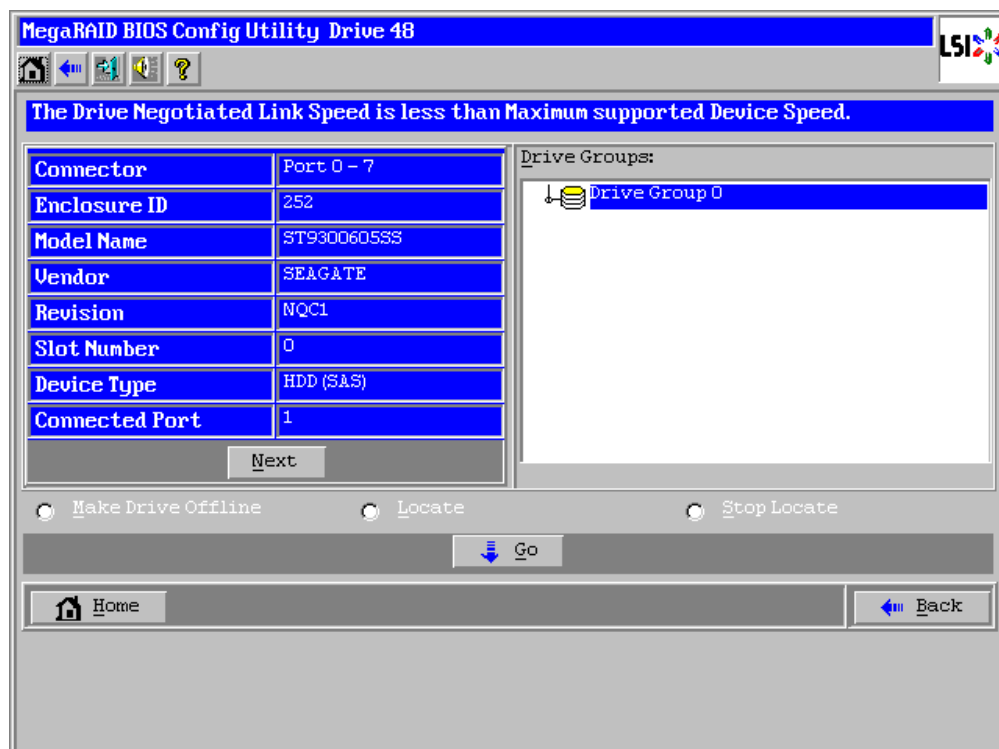 MegaRAID BIOS Config Utility Drive 48
LSI
The Drive Negotiated Link Speed is less than Maximum supported Device Speed.
Connector Port 0 - 7
Enclosure ID 252
Model Name ST9300605SS
Vendor SEAGATE
Revision NQC1
Slot Number 0
Device Type HDD (SAS)
Connected Port 1
Next
Drive Groups:
Drive Group 0
Make Drive Offline Locate Stop Locate
Go
Home Back